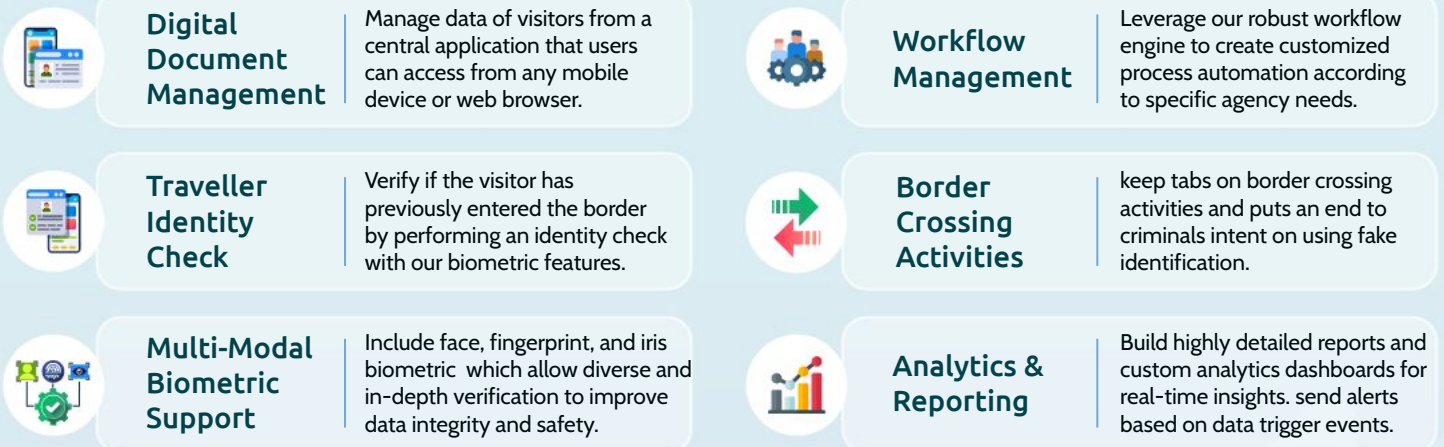 Digital
Document
Management
Manage data of visitors from a
central application that users
can access from any mobile
device or web browser.
Workflow
Management
Leverage our robust workflow
engine to create customized
process automation according
to specific agency needs.
Traveller
Identity
Check
Verify if the visitor has
previously entered the border
by performing an identity check
with our biometric features.
Border
Crossing
Activities
keep tabs on border crossing
activities and puts an end to
criminals intent on using fake
identification.
Multi-Modal
Biometric
Support
Include face, fingerprint, and iris
biometric which allow diverse and
in-depth verification to improve
data integrity and safety.
Analytics &
Reporting
Build highly detailed reports and
custom analytics dashboards for
real-time insights. send alerts
based on data trigger events.